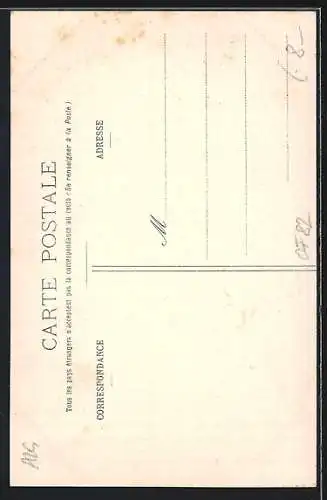 CARTE POSTALE
Tous les pays étrangers n'acceptent pas la correspondance au recto (Se renseigner à la Poste.)
CORRESPONDANCE
ADRESSE
M